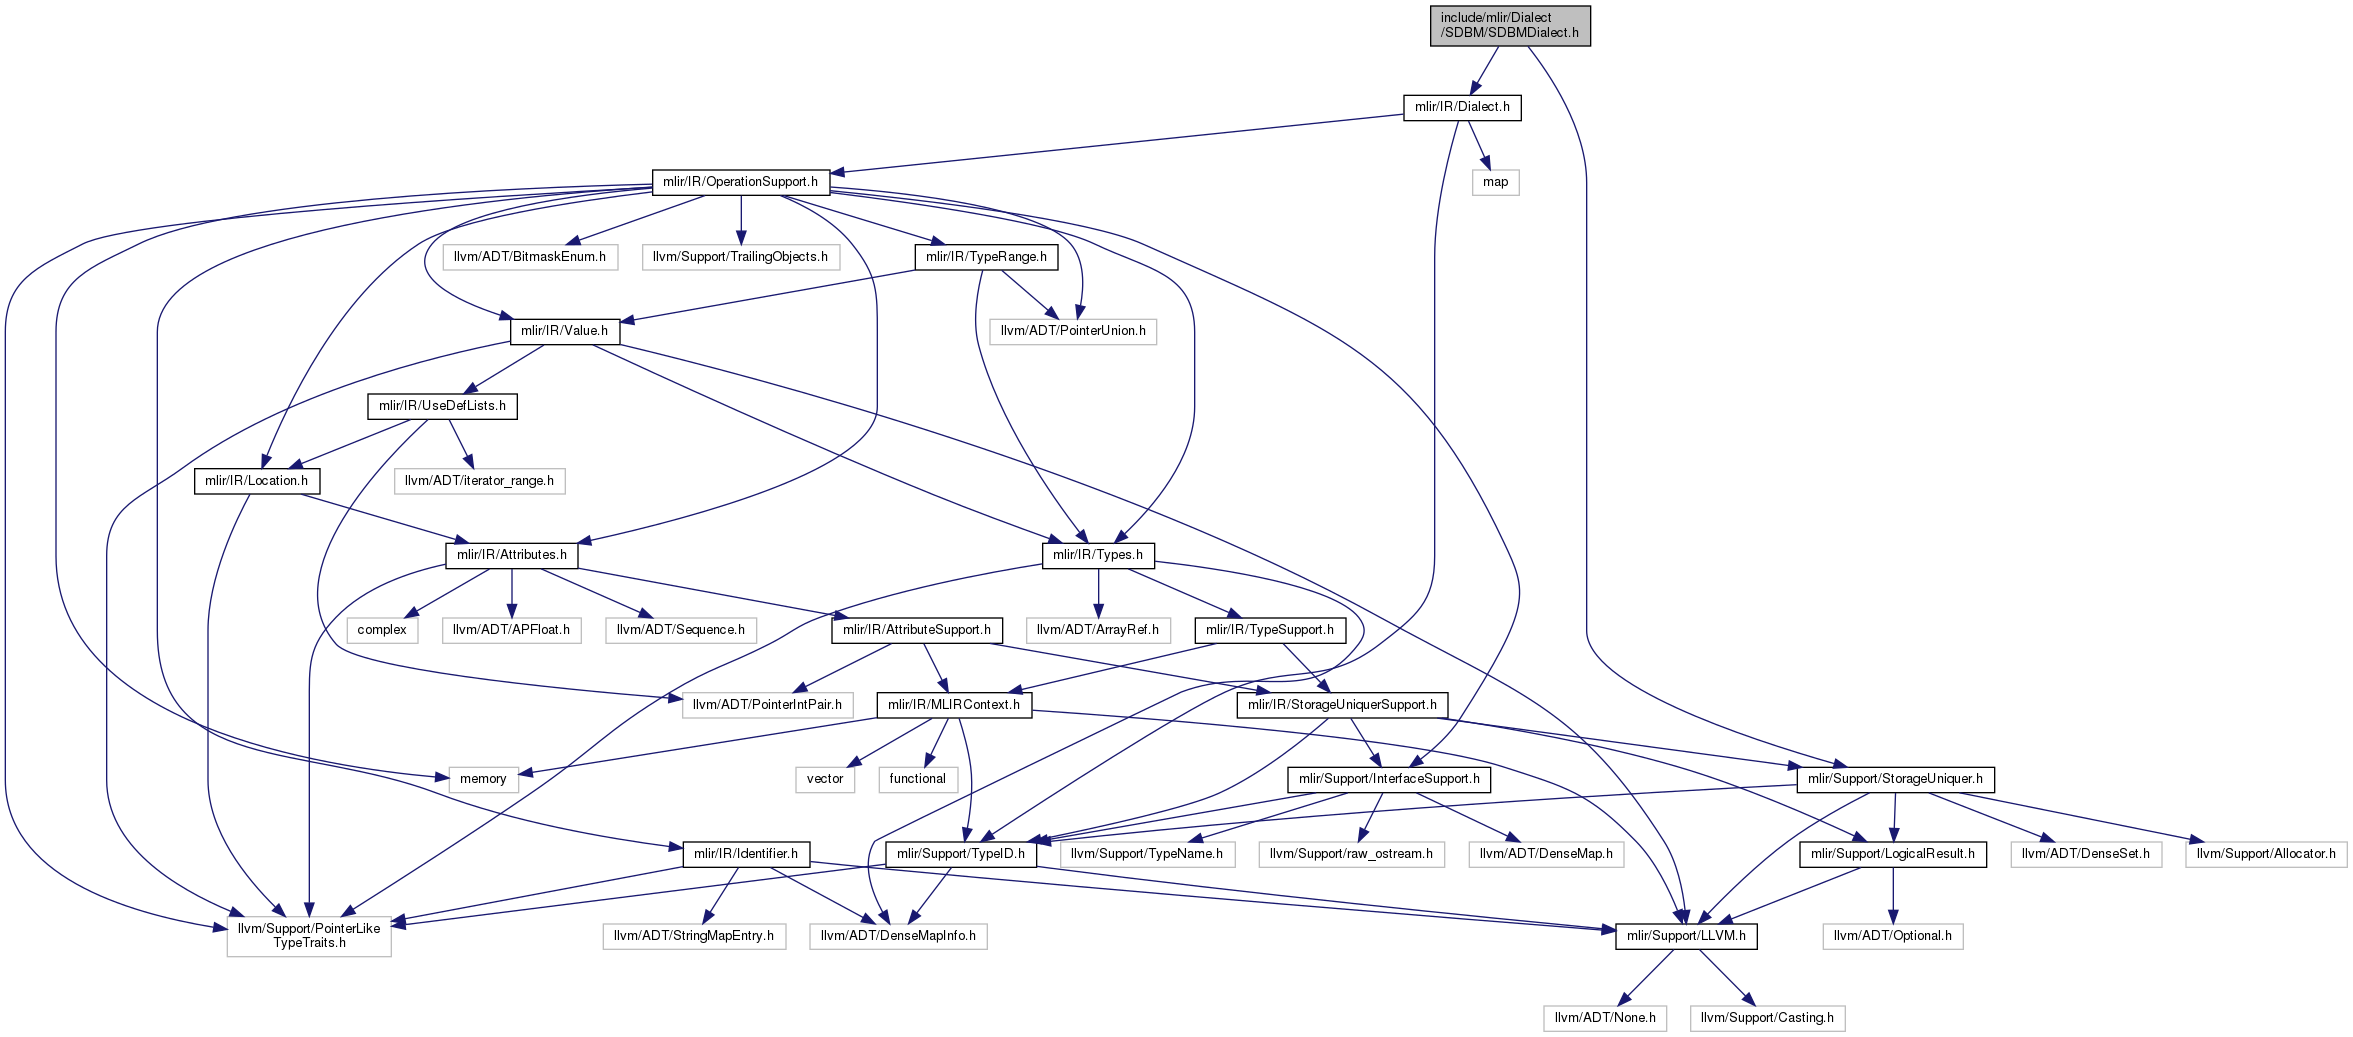 include/mlir/Dialect
/SDBM/SDBMDialect.h
mlir/IR/Dialect.h
mlir/IR/OperationSupport.h
map
llvm/ADT/BitmaskEnum.h
llvm/Support/TrailingObjects.h
mlir/IR/TypeRange.h
mlir/IR/Value.h
llvm/ADT/PointerUnion.h
mlir/IR/UseDefLists.h
mlir/IR/Location.h
llvm/ADT/iterator_range.h
mlir/IR/Attributes.h
mlir/IR/Types.h
complex
llvm/ADT/APFloat.h
llvm/ADT/Sequence.h
mlir/IR/AttributeSupport.h
llvm/ADT/ArrayRef.h
mlir/IR/TypeSupport.h
llvm/ADT/PointerIntPair.h
mlir/IR/MLIRContext.h
mlir/IR/StorageUniquerSupport.h
memory
vector
functional
mlir/Support/InterfaceSupport.h
mlir/Support/StorageUniquer.h
mlir/IR/Identifier.h
mlir/Support/TypeID.h
llvm/Support/TypeName.h
llvm/Support/raw_ostream.h
llvm/ADT/DenseMap.h
mlir/Support/LogicalResult.h
llvm/ADT/DenseSet.h
llvm/Support/Allocator.h
llvm/Support/PointerLike
TypeTraits.h
llvm/ADT/StringMapEntry.h
llvm/ADT/DenseMapInfo.h
mlir/Support/LLVM.h
llvm/ADT/Optional.h
llvm/ADT/None.h
llvm/Support/Casting.h